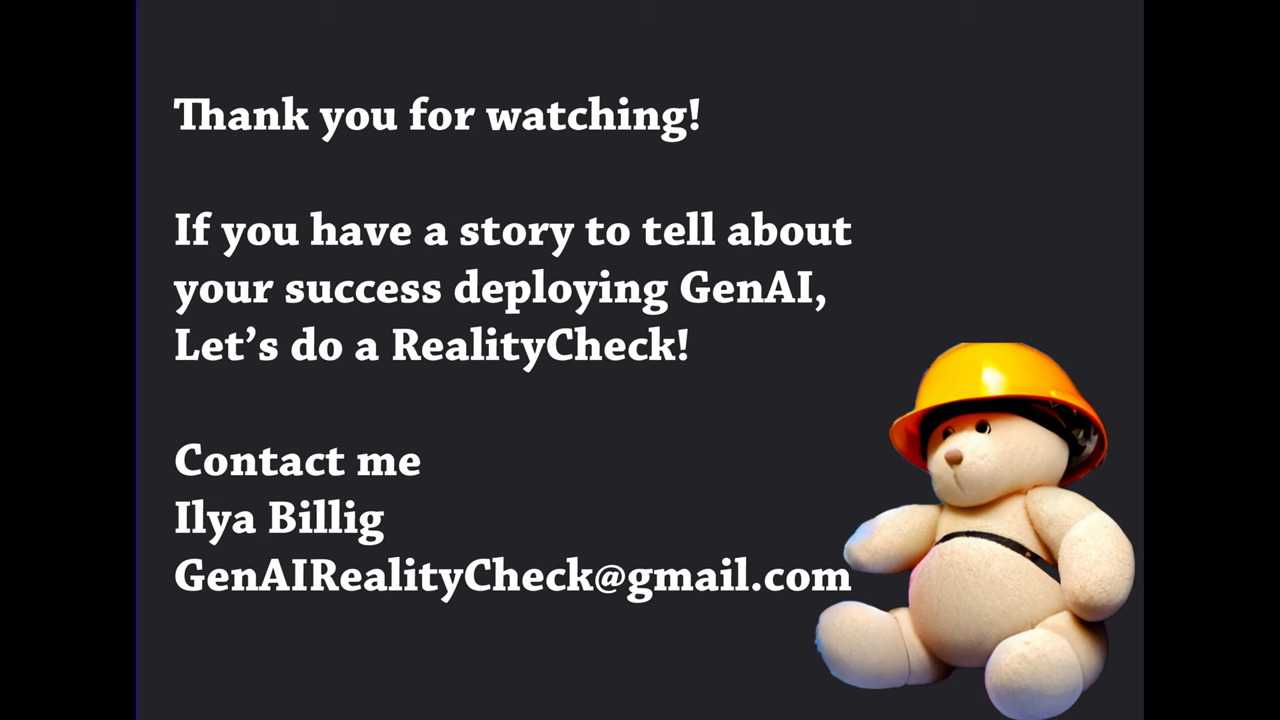 Thank you for watching!
If you have a story to tell about
your success deploying GenAI,
Let’s do a RealityCheck!
Contact me
Ilya Billig
GenAIRealityCheck@gmail.com